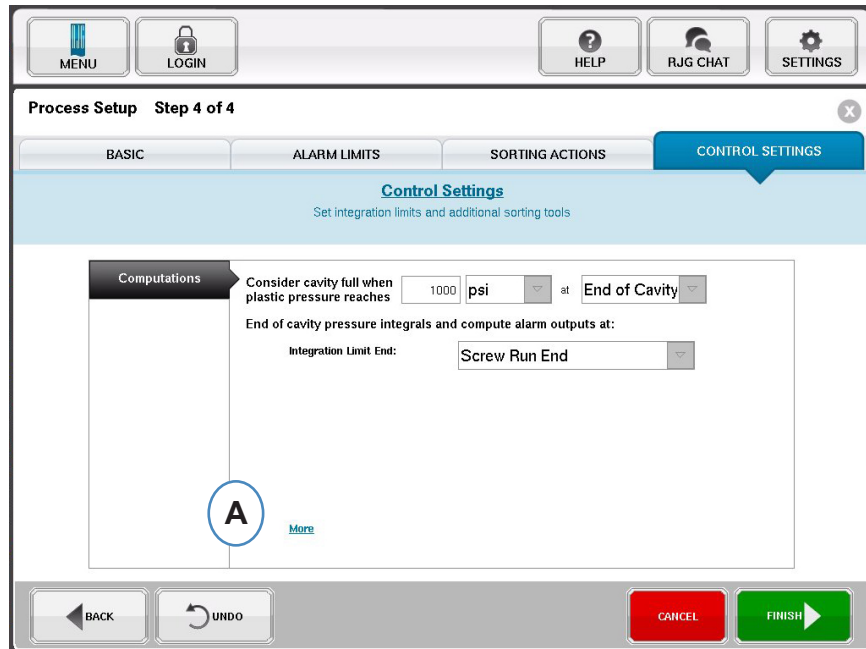 MENU
LOGIN
HELP
RJG CHAT
SETTINGS
Process Setup Step 4 of 4
X
BASIC
ALARM LIMITS
SORTING ACTIONS
CONTROL SETTINGS
Control Settings
Set integration limits and additional sorting tools
Computations
Consider cavity full when
plastic pressure reaches
1000 psi at End of Cavity
End of cavity pressure integrals and compute alarm outputs at:
Integration Limit End: Screw Run End
A
More
BACK
UNDO
CANCEL
FINISH